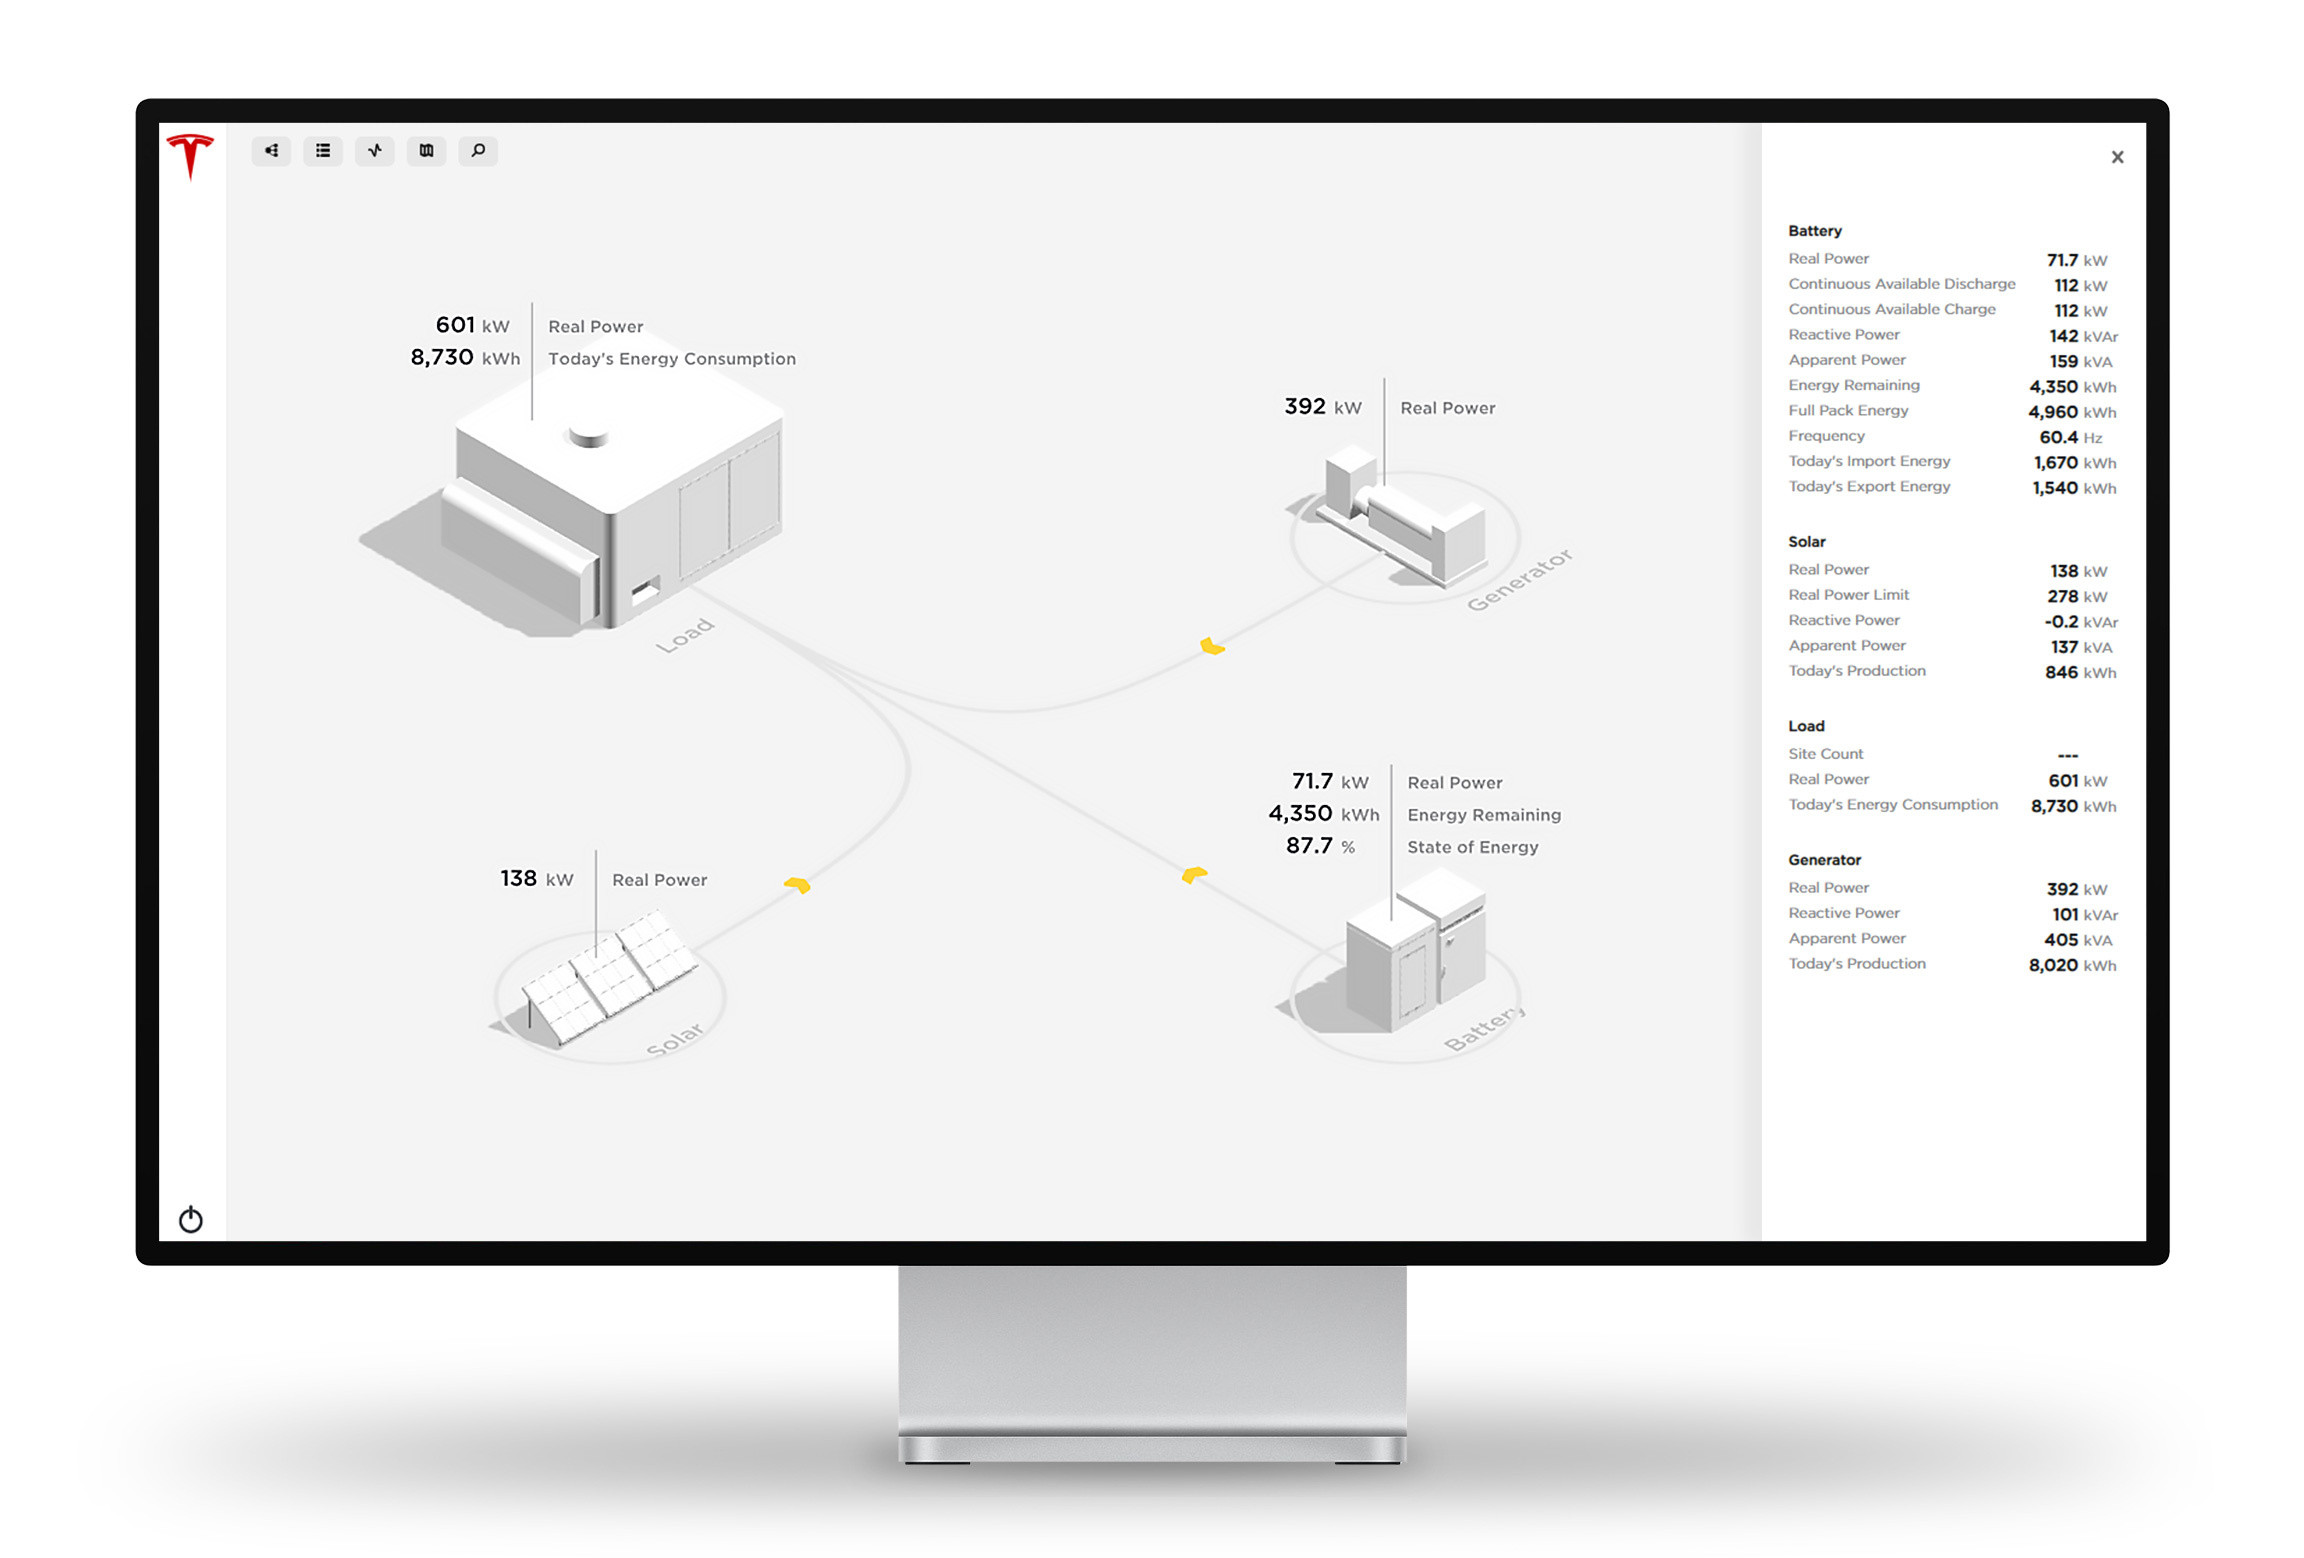 601 kW Real Power
8,730 kWh Today's Energy Consumption
Load
392 kW Real Power
Generator
138 kW Real Power
Solar
71.7 kW Real Power
4,350 kWh Energy Remaining
87.7 % State of Energy
Battery
Battery
Real Power 71.7 kW
Continuous Available Discharge 112 kW
Continuous Available Charge 112 kW
Reactive Power 142 kVAr
Apparent Power 159 kVA
Energy Remaining 4,350 kWh
Full Pack Energy 4,960 kWh
Frequency 60.4 Hz
Today's Import Energy 1,670 kWh
Today's Export Energy 1,540 kWh
Solar
Real Power 138 kW
Real Power Limit 278 kW
Reactive Power -0.2 kVAr
Apparent Power 137 kVA
Today's Production 846 kWh
Load
Site Count ---
Real Power 601 kW
Today's Energy Consumption 8,730 kWh
Generator
Real Power 392 kW
Reactive Power 101 kVAr
Apparent Power 405 kVA
Today's Production 8,020 kWh